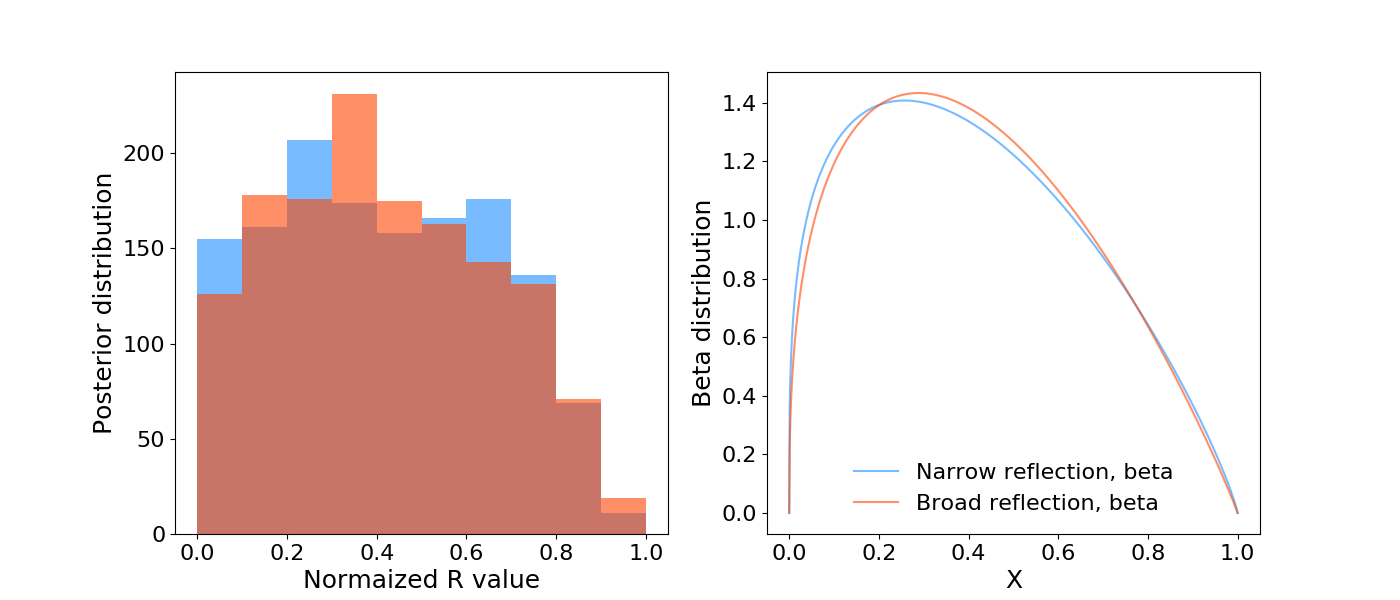 Posterior distribution
200
150
100
50
0
0.0 0.2 0.4 0.6 0.8 1.0
Normaized R value
Beta distribution
1.4
1.2
1.0
0.8
0.6
0.4
0.2
0.0
Narrow reflection, beta
Broad reflection, beta
0.0 0.2 0.4 0.6 0.8 1.0
X